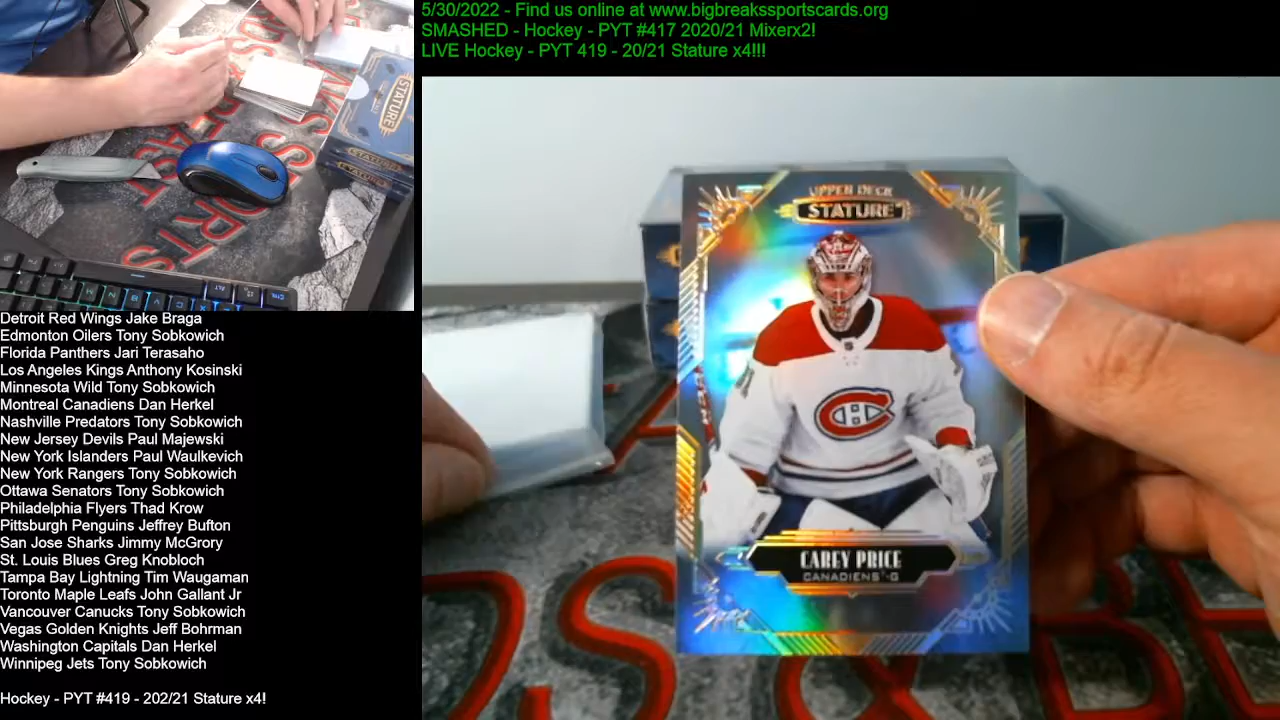 5/30/2022 - Find us online at www.bigbreakssportscards.org
SMASHED - Hockey - PYT #417 2020/21 Mixerx2!
LIVE Hockey - PYT 419 - 20/21 Stature x4!!!
STATURE
STATURE
STATURE
Detroit Red Wings Jake Braga
Edmonton Oilers Tony Sobkowich
Florida Panthers Jari Terasaho
Los Angeles Kings Anthony Kosinski
Minnesota Wild Tony Sobkowich
Montreal Canadiens Dan Herkel
Nashville Predators Tony Sobkowich
New Jersey Devils Paul Majewski
New York Islanders Paul Waulkevich
New York Rangers Tony Sobkowich
Ottawa Senators Tony Sobkowich
Philadelphia Flyers Thad Krow
Pittsburgh Penguins Jeffrey Bufton
San Jose Sharks Jimmy McGrory
St. Louis Blues Greg Knobloch
Tampa Bay Lightning Tim Waugaman
Toronto Maple Leafs John Gallant Jr
Vancouver Canucks Tony Sobkowich
Vegas Golden Knights Jeff Bohrman
Washington Capitals Dan Herkel
Winnipeg Jets Tony Sobkowich
Hockey - PYT #419 - 202/21 Stature x4!
UPPER DECK
STATURE
CAREY PRICE
CANADIENS - G